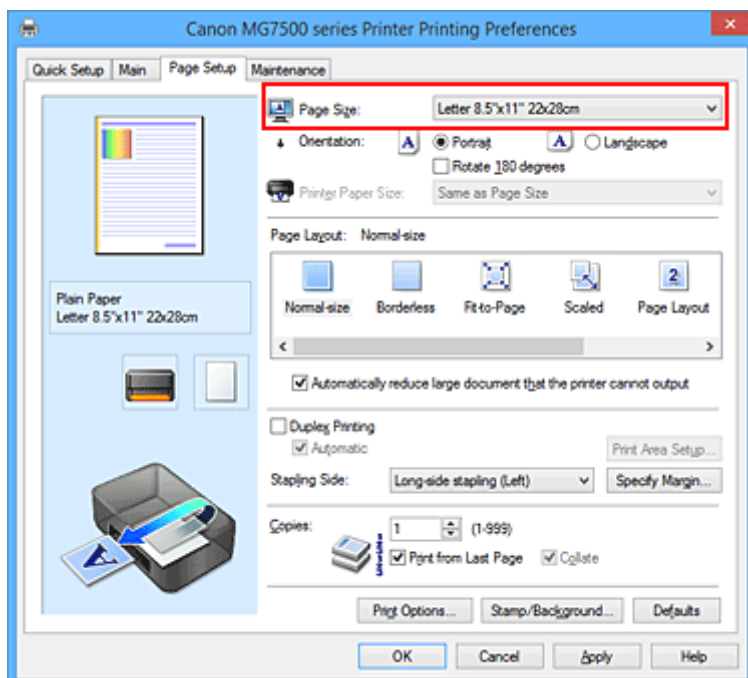 Canon MG7500 series Printer Printing Preferences
Quick Setup Main Page Setup Maintenance
Page Size: Letter 8.5"x11" 22x28cm
Orientation: A Portrait A Landscape
Rotate 180 degrees
Printer Paper Size: Same as Page Size
Page Layout: Normal-size
2
Normal-size Borderless Fit-to-Page Scaled Page Layout
Automatically reduce large document that the printer cannot output
Plain Paper
Letter 8.5"x11" 22x28cm
Duplex Printing
Automatic Print Area Setup...
Stapling Side: Long-side stapling (Left) Specify Margin...
Copies: 1 (1-999)
Print from Last Page Collate
A
Print Options... Stamp/Background... Defaults
OK Cancel Apply Help